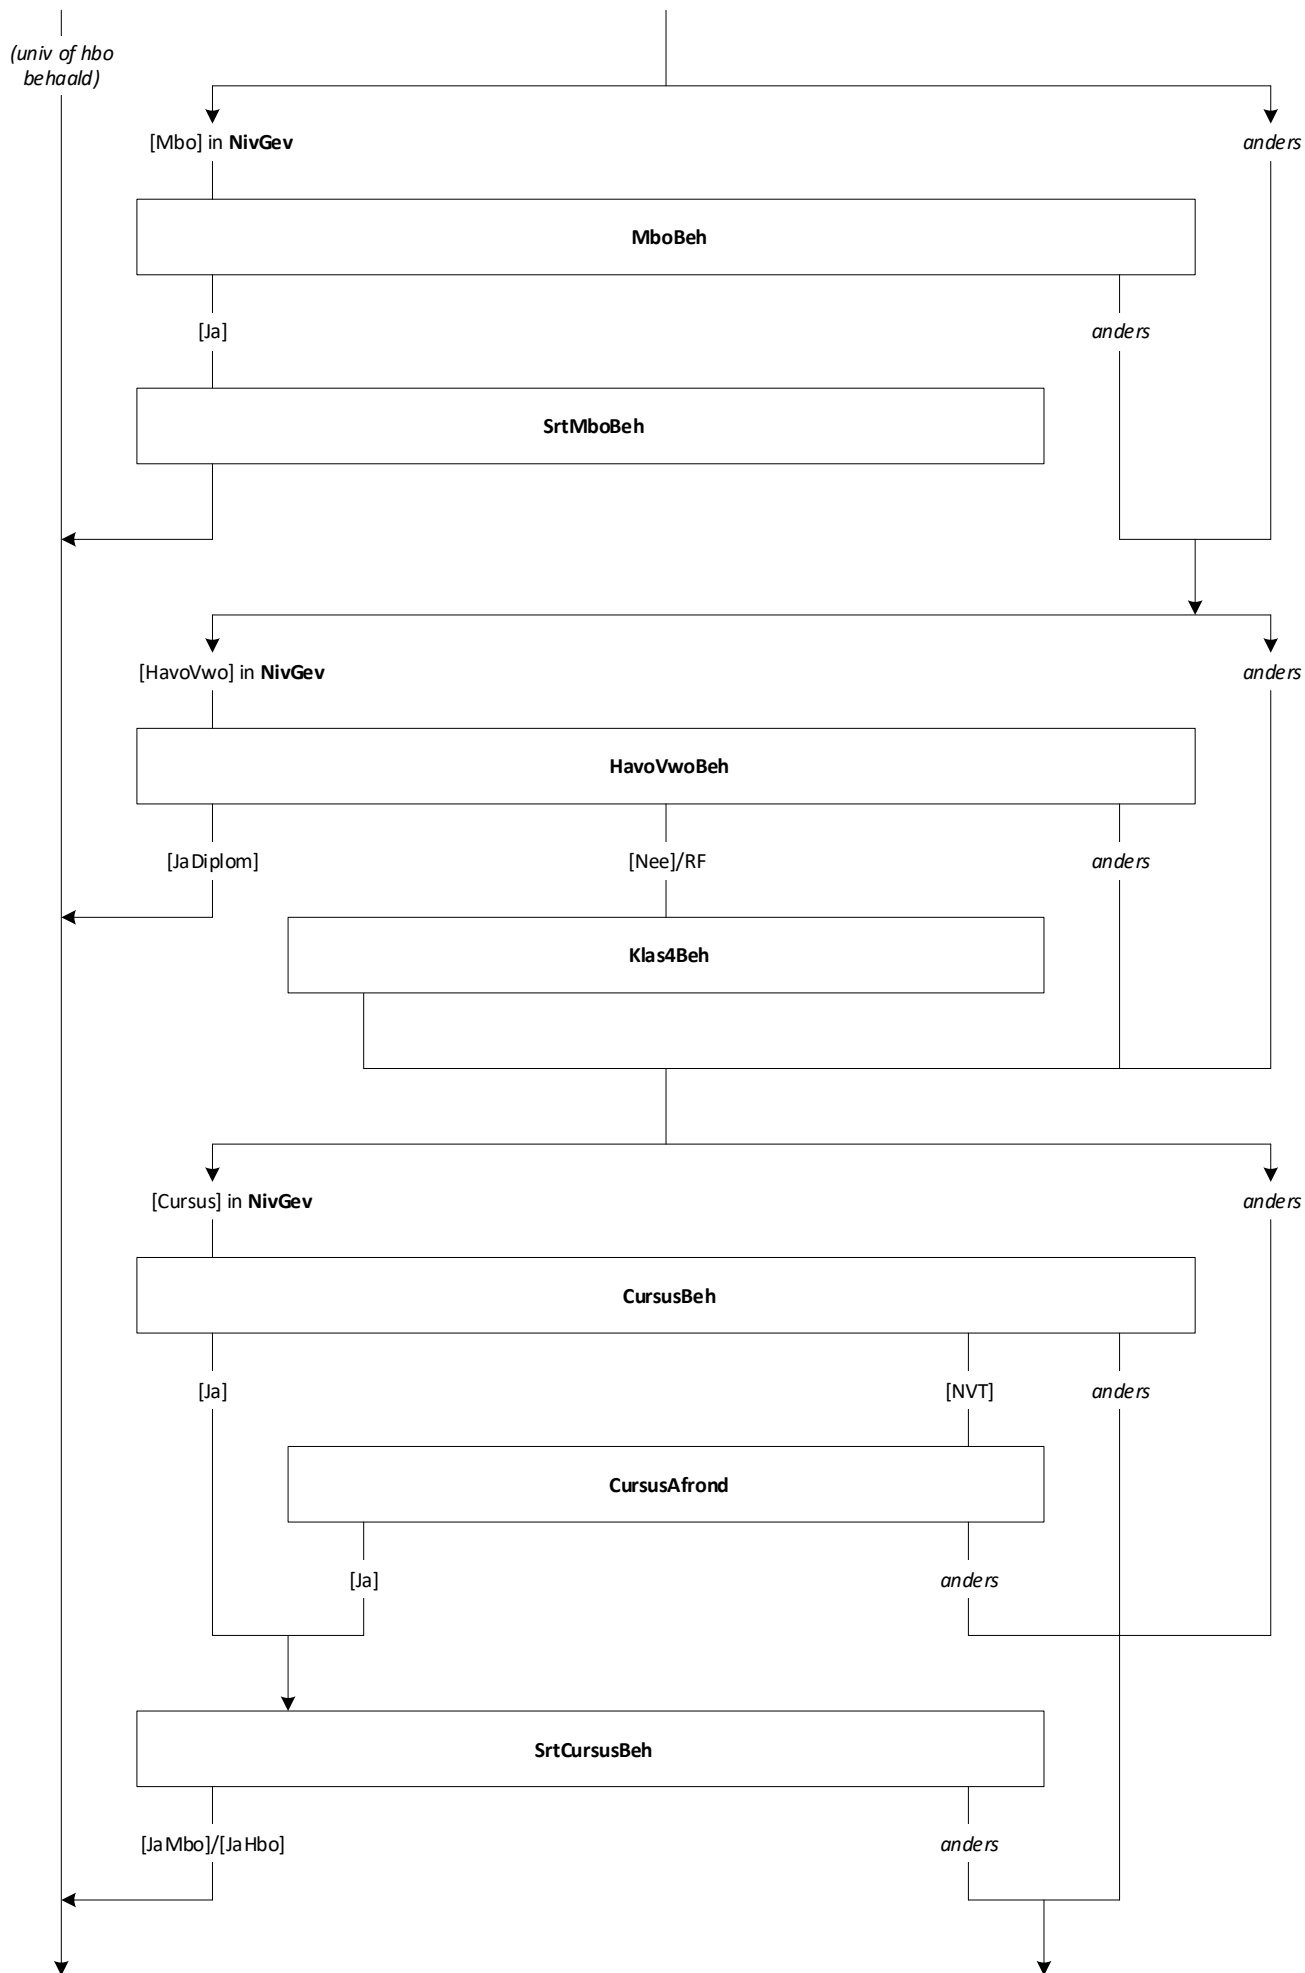 (univ of hbo
behaald)
[Mbo] in NivGev
anders
MboBeh
[Ja]
anders
SrtMboBeh
[HavoVwo] in NivGev
anders
HavoVwoBeh
[JaDiplom]
[Nee]/RF
anders
Klas4Beh
[Cursus] in NivGev
anders
CursusBeh
[Ja]
[NVT]
anders
CursusAfrond
[Ja]
anders
SrtCursusBeh
[JaMbo]/[JaHbo]
anders